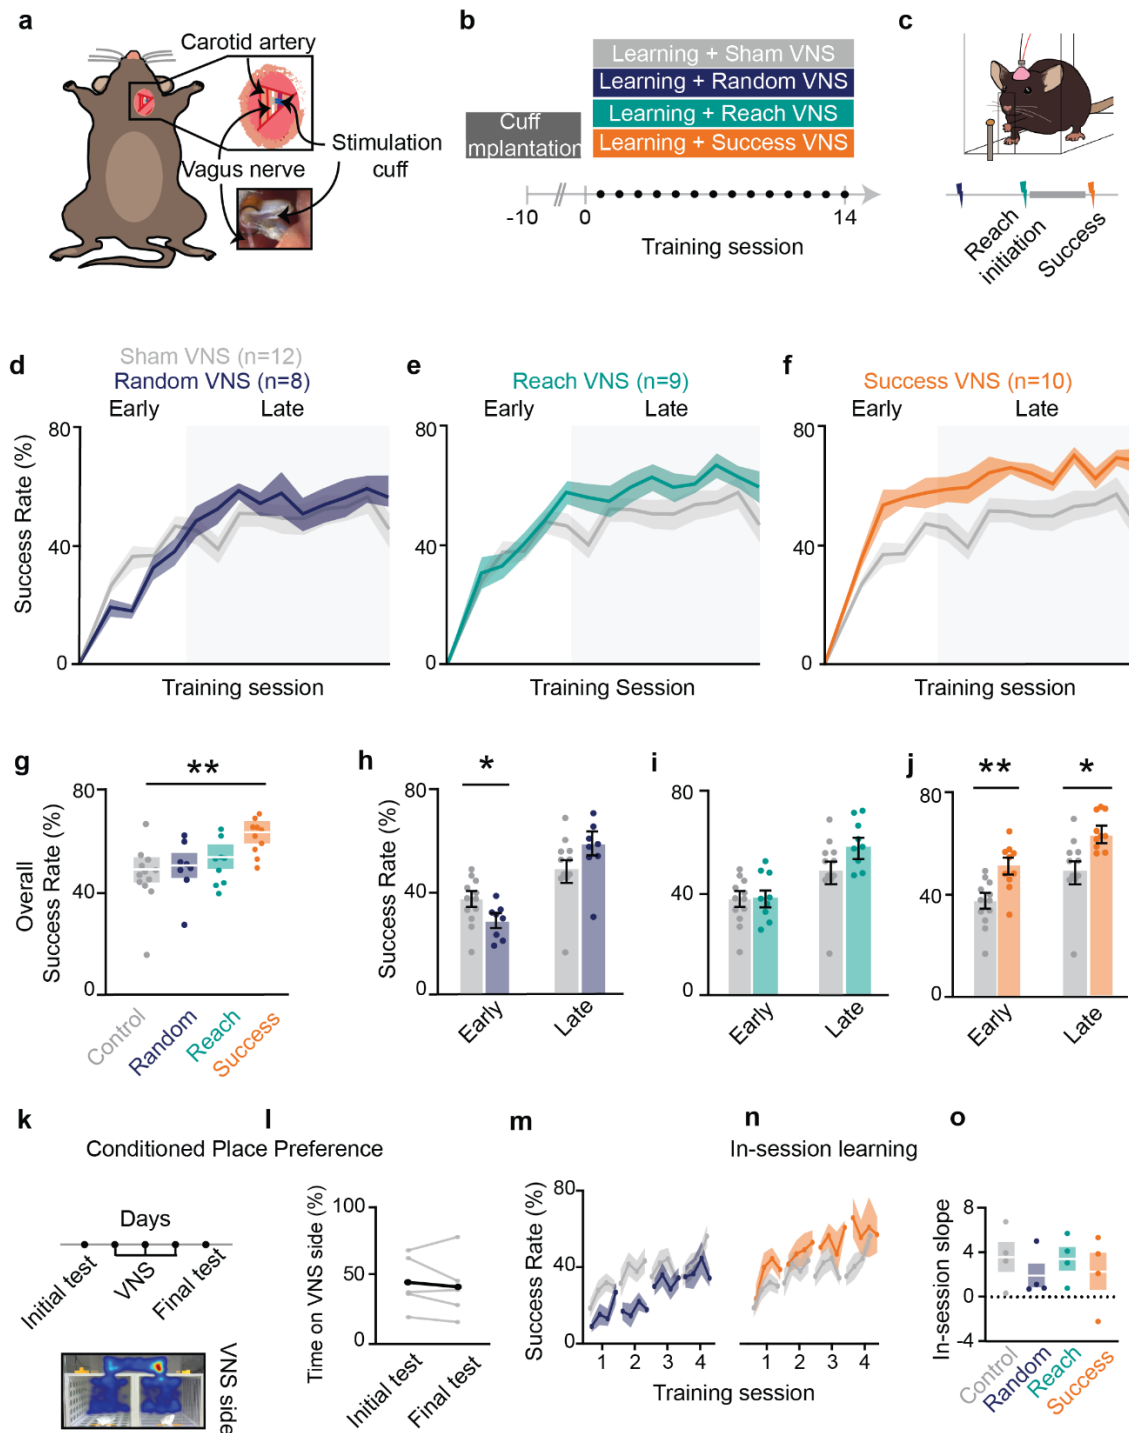 a
Carotid artery
Vagus nerve
Stimulation
cuff
b
Learning + Sham VNS
Learning + Random VNS
Learning + Reach VNS
Learning + Success VNS
Cuff
mplantation
-10
0
14
Training session
c
Reach
initiation
Success
d
Sham VNS (n=12)
Random VNS (n=8)
Early
Late
80
40
0
Success Rate (%)
Training session
e
Reach VNS (n=9)
Early
Late
80
40
0
Training Session
f
Success VNS (n=10)
Early
Late
80
40
0
Training session
g
**
80
40
0
Overall
Success Rate (%)
Control
Random
Reach
Success
h
*
80
40
0
Success Rate (%)
Early
Late
i
80
40
0
Early
Late
j
**
*
80
40
0
Early
Late
k
Conditioned Place Preference
Days
Initial test
VNS
Final test
VNS side
l
100
50
0
Time on VNS side (%)
Initial test
Final test
m
80
40
0
Success Rate (%)
1 2 3 4
Training session
n
In-session learning
1 2 3 4
o
8
4
0
-4
In-session slope
Control
Random
Reach
Success